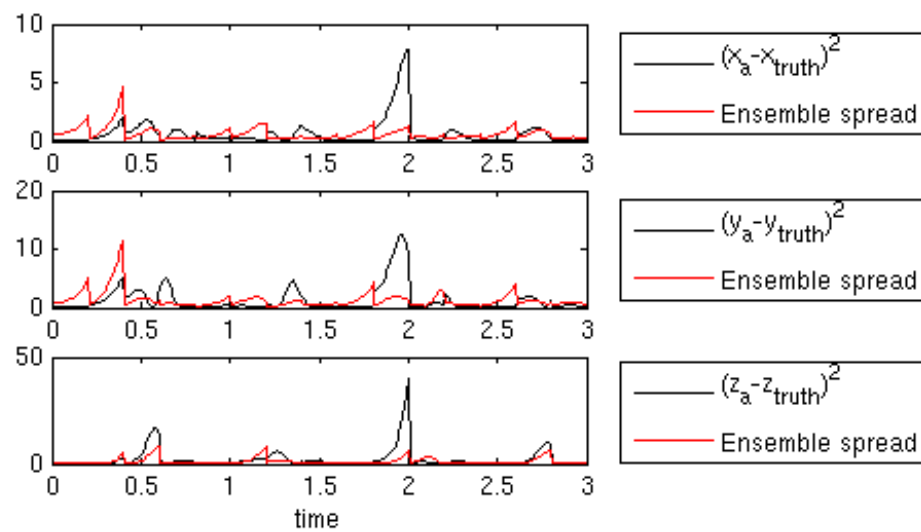 10
5
0
0 0.5 1 1.5 2 2.5 3
(x_a-x_truth)^2
Ensemble spread
20
10
0
0 0.5 1 1.5 2 2.5 3
(y_a-y_truth)^2
Ensemble spread
50
0
0 0.5 1 1.5 2 2.5 3
time
(z_a-z_truth)^2
Ensemble spread